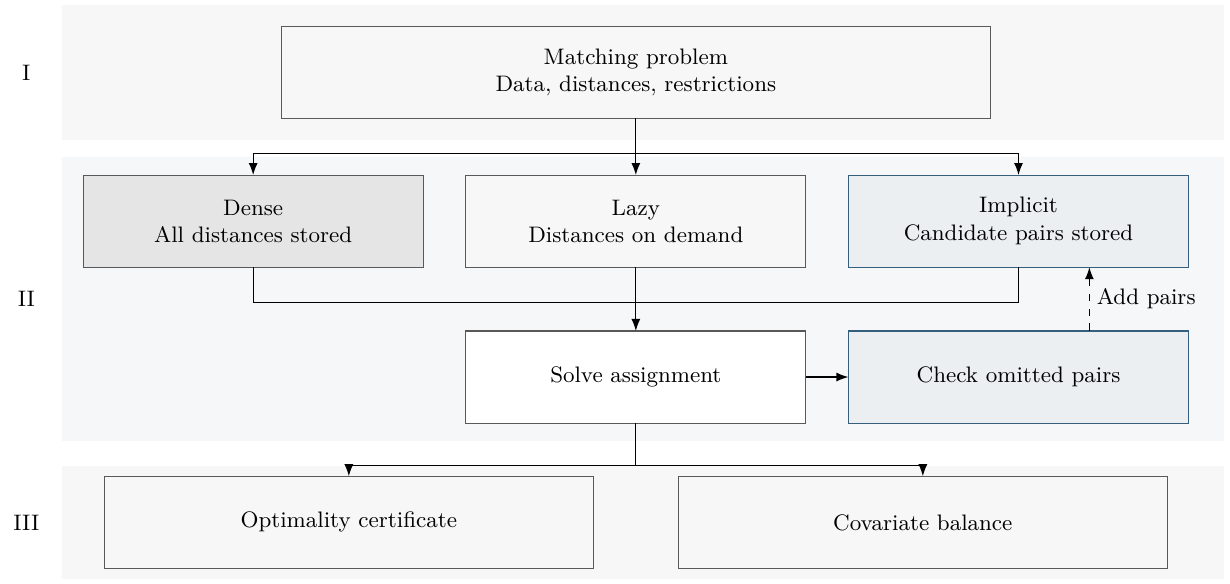 I
Matching problem
Data, distances, restrictions
Dense
All distances stored
Lazy
Distances on demand
Implicit
Candidate pairs stored
II
Add pairs
Solve assignment
Check omitted pairs
III
Optimality certificate
Covariate balance